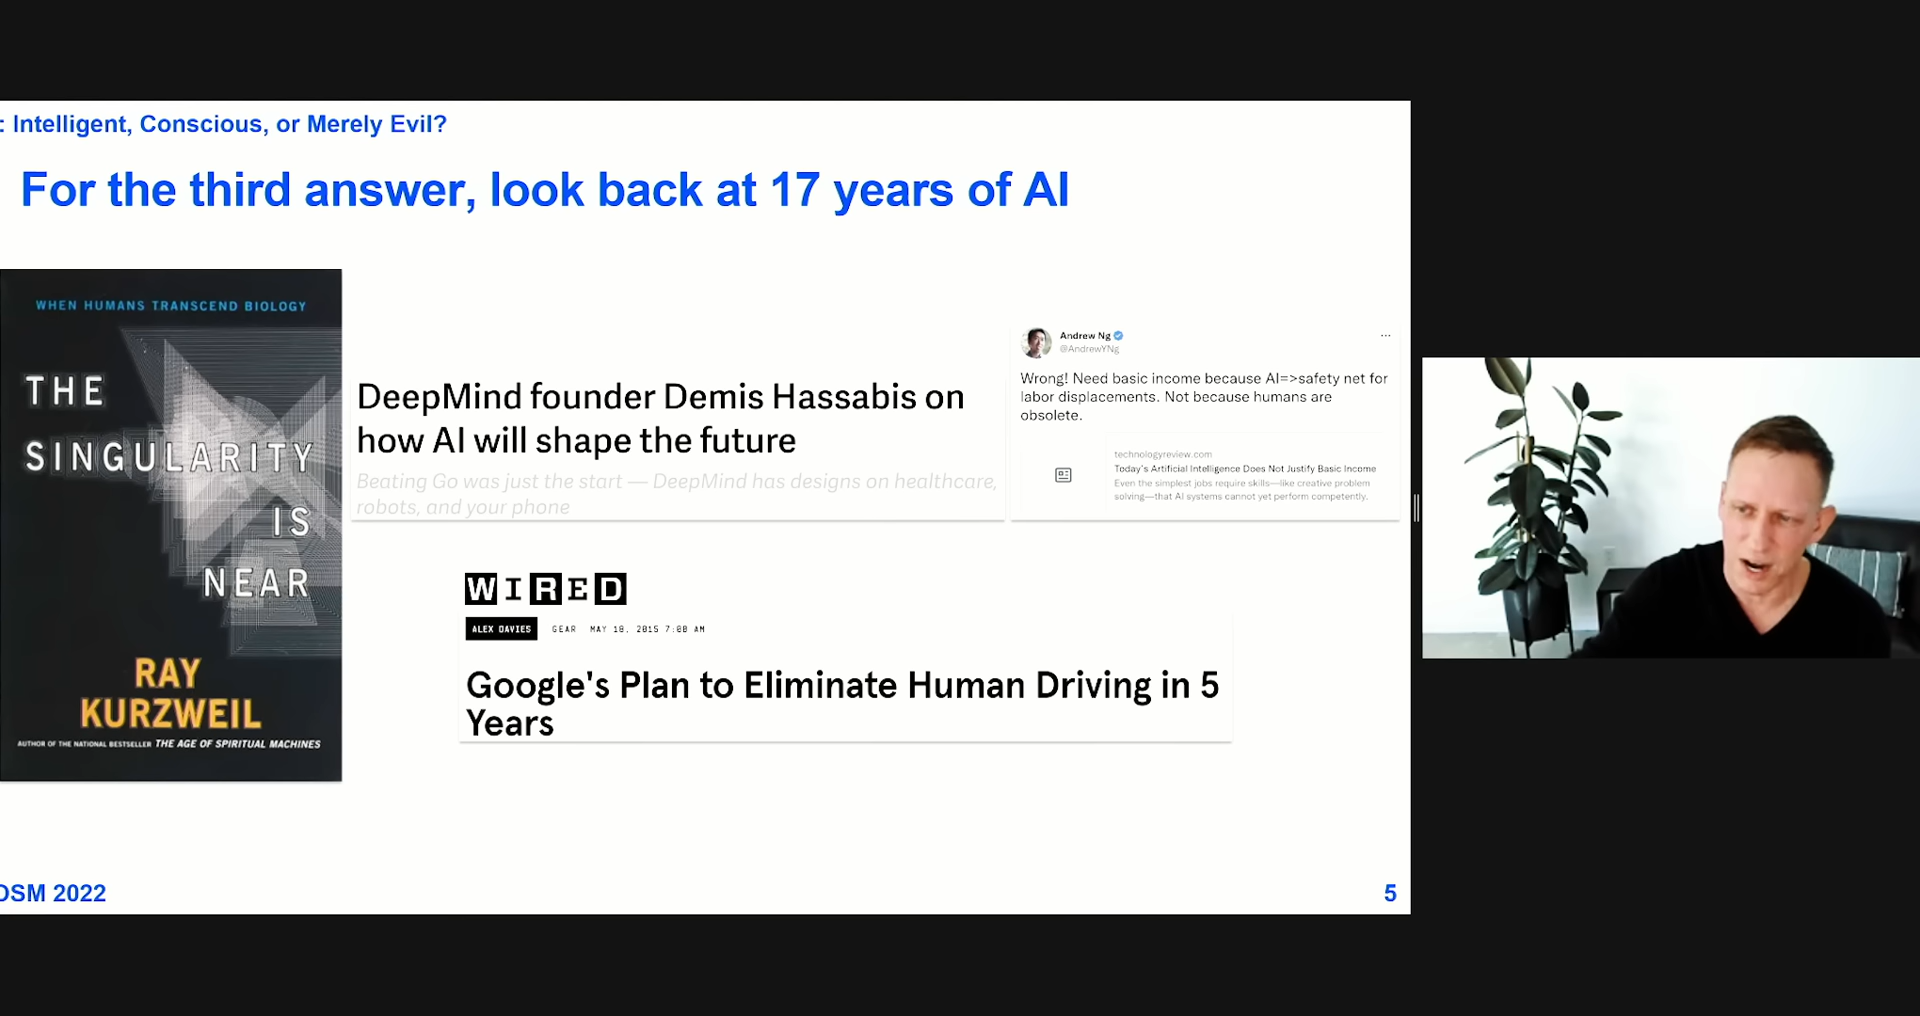 : Intelligent, Conscious, or Merely Evil?
For the third answer, look back at 17 years of AI
WHEN HUMANS TRANSCEND BIOLOGY
THE
SINGULARITY
IS
NEAR
RAY
KURZWEIL
AUTHOR OF THE NATIONAL BESTSELLER THE AGE OF SPIRITUAL MACHINES
DeepMind founder Demis Hassabis on
how AI will shape the future
Beating Go was just the start — DeepMind has designs on healthcare,
robots, and your phone
Andrew Ng
@AndrewYNg
Wrong! Need basic income because AI=>safety net for
labor displacements. Not because humans are
obsolete.
technologyreview.com
Today's Artificial Intelligence Does Not Justify Basic Income
Even the simplest jobs require skills—like creative problem
solving—that AI systems cannot yet perform competently.
WIRED
ALEX DAVIES GEAR MAY 18, 2015 7:00 AM
Google's Plan to Eliminate Human Driving in 5
Years
OSM 2022
5